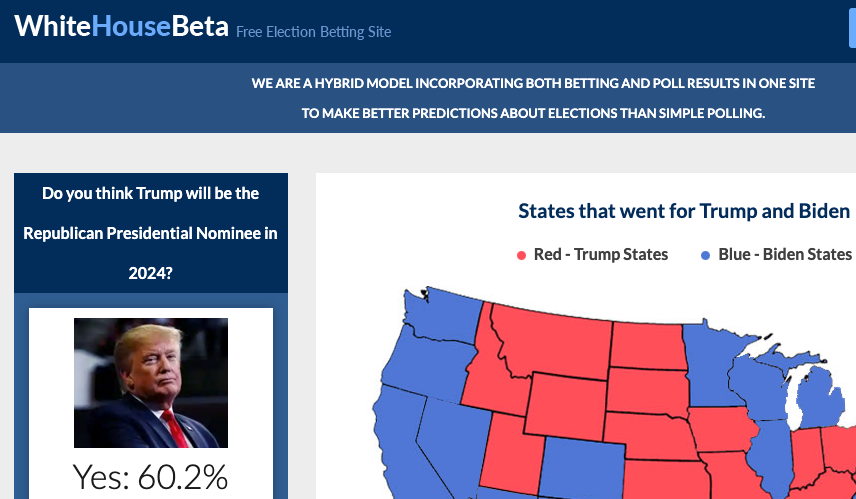 WhiteHouseBeta Free Election Betting Site
WE ARE A HYBRID MODEL INCORPORATING BOTH BETTING AND POLL RESULTS IN ONE SITE
TO MAKE BETTER PREDICTIONS ABOUT ELECTIONS THAN SIMPLE POLLING.
Do you think Trump will be the
Republican Presidential Nominee in
2024?
Yes: 60.2%
States that went for Trump and Biden
Red - Trump States
Blue - Biden States